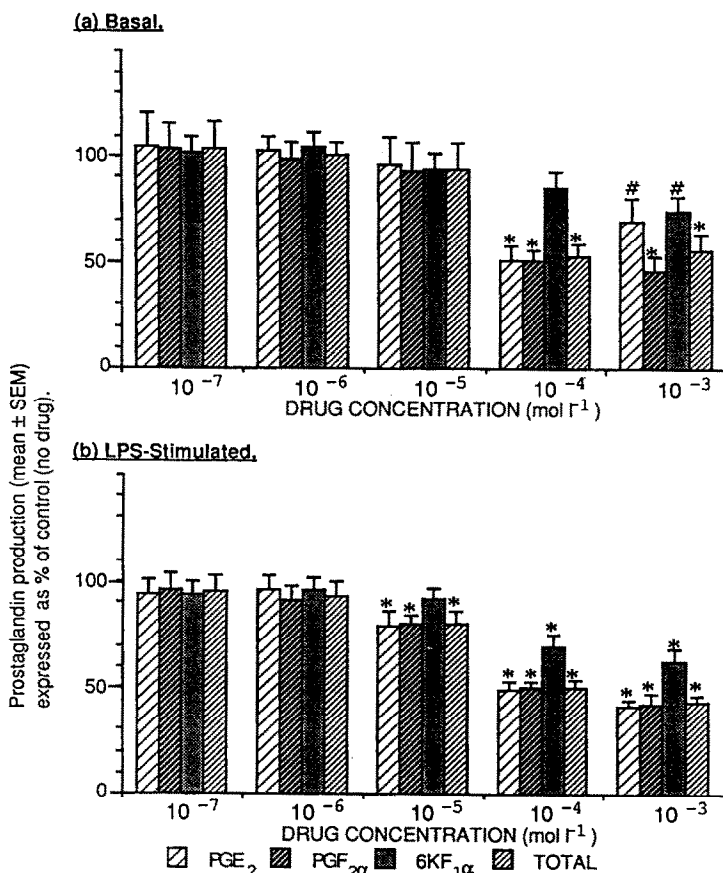 (a) Basal.
100
50
0
# #
* * * *
*
10⁻⁷ 10⁻⁶ 10⁻⁵ 10⁻⁴ 10⁻³
DRUG CONCENTRATION (mol l⁻¹)
Prostaglandin production (mean ± SEM)
expressed as % of control (no drug).
(b) LPS-Stimulated.
100
50
0
* * *
* * * *
* * * *
10⁻⁷ 10⁻⁶ 10⁻⁵ 10⁻⁴ 10⁻³
DRUG CONCENTRATION (mol l⁻¹)
PGE₂ PGF₂α 6KF₁α TOTAL